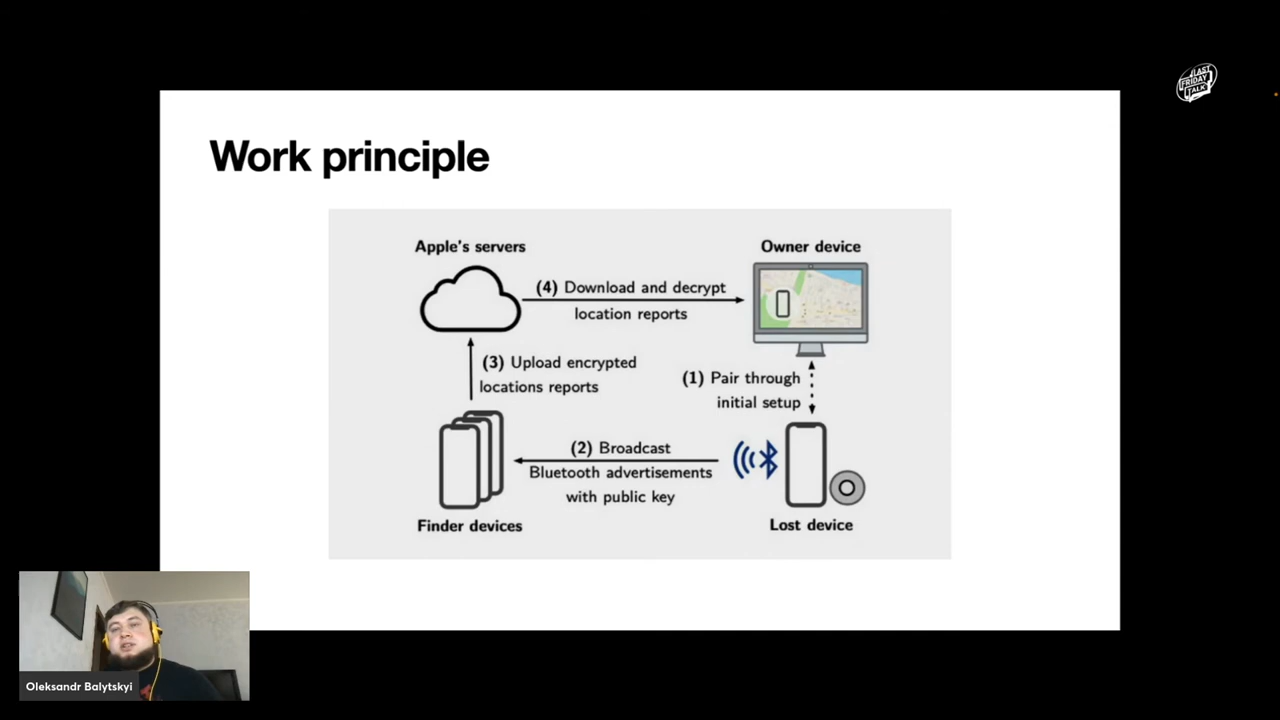 LAST
FRIDAY
TALK
Work principle
Apple's servers
Owner device
(4) Download and decrypt
location reports
(3) Upload encrypted
locations reports
(1) Pair through
initial setup
(2) Broadcast
Bluetooth advertisements
with public key
Finder devices
Lost device
Oleksandr Balytskyi